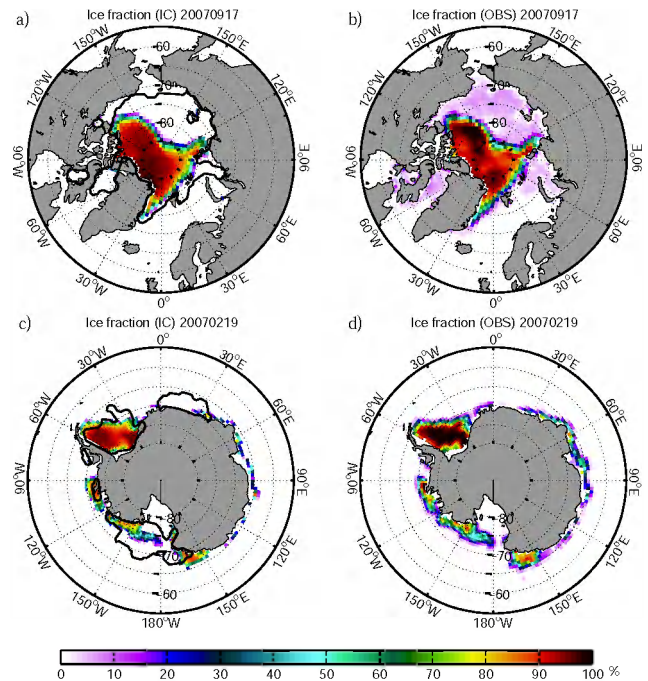 a) Ice fraction (IC) 20070917
b) Ice fraction (OBS) 20070917
150°W 150°E 150°W 150°E
120°W 120°E 120°W 120°E
60 60
70 70
80 80
90°W 90°E 90°W 90°E
60°W 60°E 60°W 60°E
30°W 30°E 30°W 30°E
0° 0°
c) Ice fraction (IC) 20070219
d) Ice fraction (OBS) 20070219
0° 0°
30°W 30°E 30°W 30°E
60°W 60°E 60°W 60°E
90°W 90°E 90°W 90°E
80 80
70 70
60 60
120°W 120°E 120°W 120°E
150°W 150°E 150°W 150°E
180°W 180°W
0 10 20 30 40 50 60 70 80 90 100 %